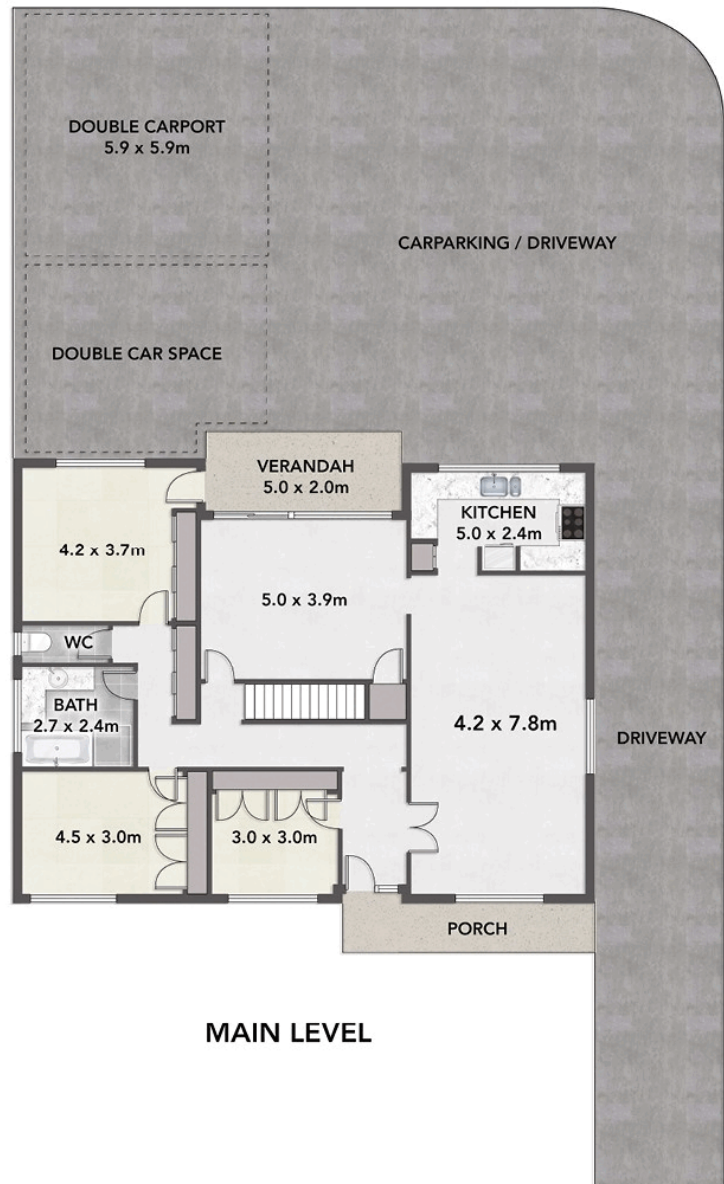 DOUBLE CARPORT
5.9 x 5.9m
CARPARKING / DRIVEWAY
DOUBLE CAR SPACE
VERANDAH
5.0 x 2.0m
KITCHEN
5.0 x 2.4m
4.2 x 3.7m
5.0 x 3.9m
WC
BATH
2.7 x 2.4m
4.2 x 7.8m
DRIVEWAY
4.5 x 3.0m
3.0 x 3.0m
PORCH
MAIN LEVEL